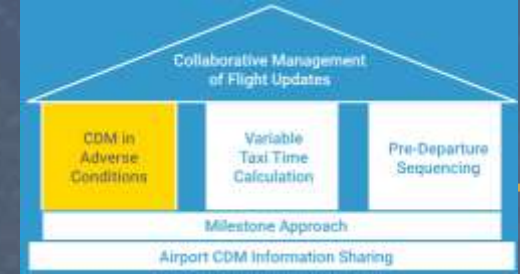 Collaborative Management
of Flight Updates
CDM in
Adverse
Conditions
Variable
Taxi Time
Calculation
Pre-Departure
Sequencing
Milestone Approach
Airport CDM Information Sharing